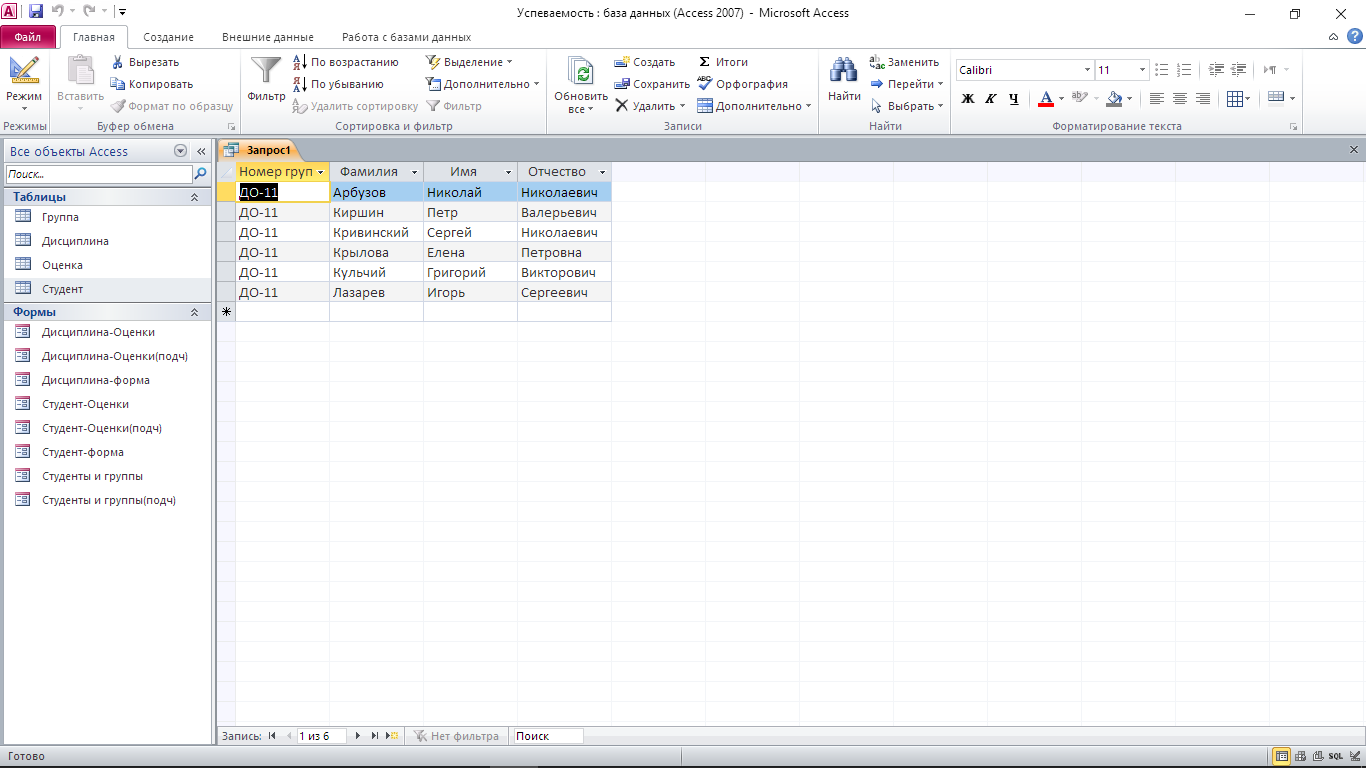 Успеваемость : база данных (Access 2007) - Microsoft Access
Файл Главная Создание Внешние данные Работа с базами данных
Режим
Режимы
Вставить
Вырезать
Копировать
Формат по образцу
Буфер обмена
Фильтр
По возрастанию
По убыванию
Удалить сортировку
Выделение
Дополнительно
Фильтр
Сортировка и фильтр
Обновить
все
Создать
Сохранить
Удалить
Итоги
Орфография
Дополнительно
Записи
Найти
Заменить
Перейти
Выбрать
Найти
Calibri 11
Ж К Ч А
Форматирование текста
Все объекты Access
Поиск...
Таблицы
Группа
Дисциплина
Оценка
Студент
Формы
Дисциплина-Оценки
Дисциплина-Оценки(подч)
Дисциплина-форма
Студент-Оценки
Студент-Оценки(подч)
Студент-форма
Студенты и группы
Студенты и группы(подч)
Запрос1
Номер груп Фамилия Имя Отчество
ДО-11 Арбузов Николай Николаевич
ДО-11 Киршин Петр Валерьевич
ДО-11 Кривинский Сергей Николаевич
ДО-11 Крылова Елена Петровна
ДО-11 Кульчий Григорий Викторович
ДО-11 Лазарев Игорь Сергеевич
Запись: 1 из 6 Нет фильтра Поиск
Готово SQL